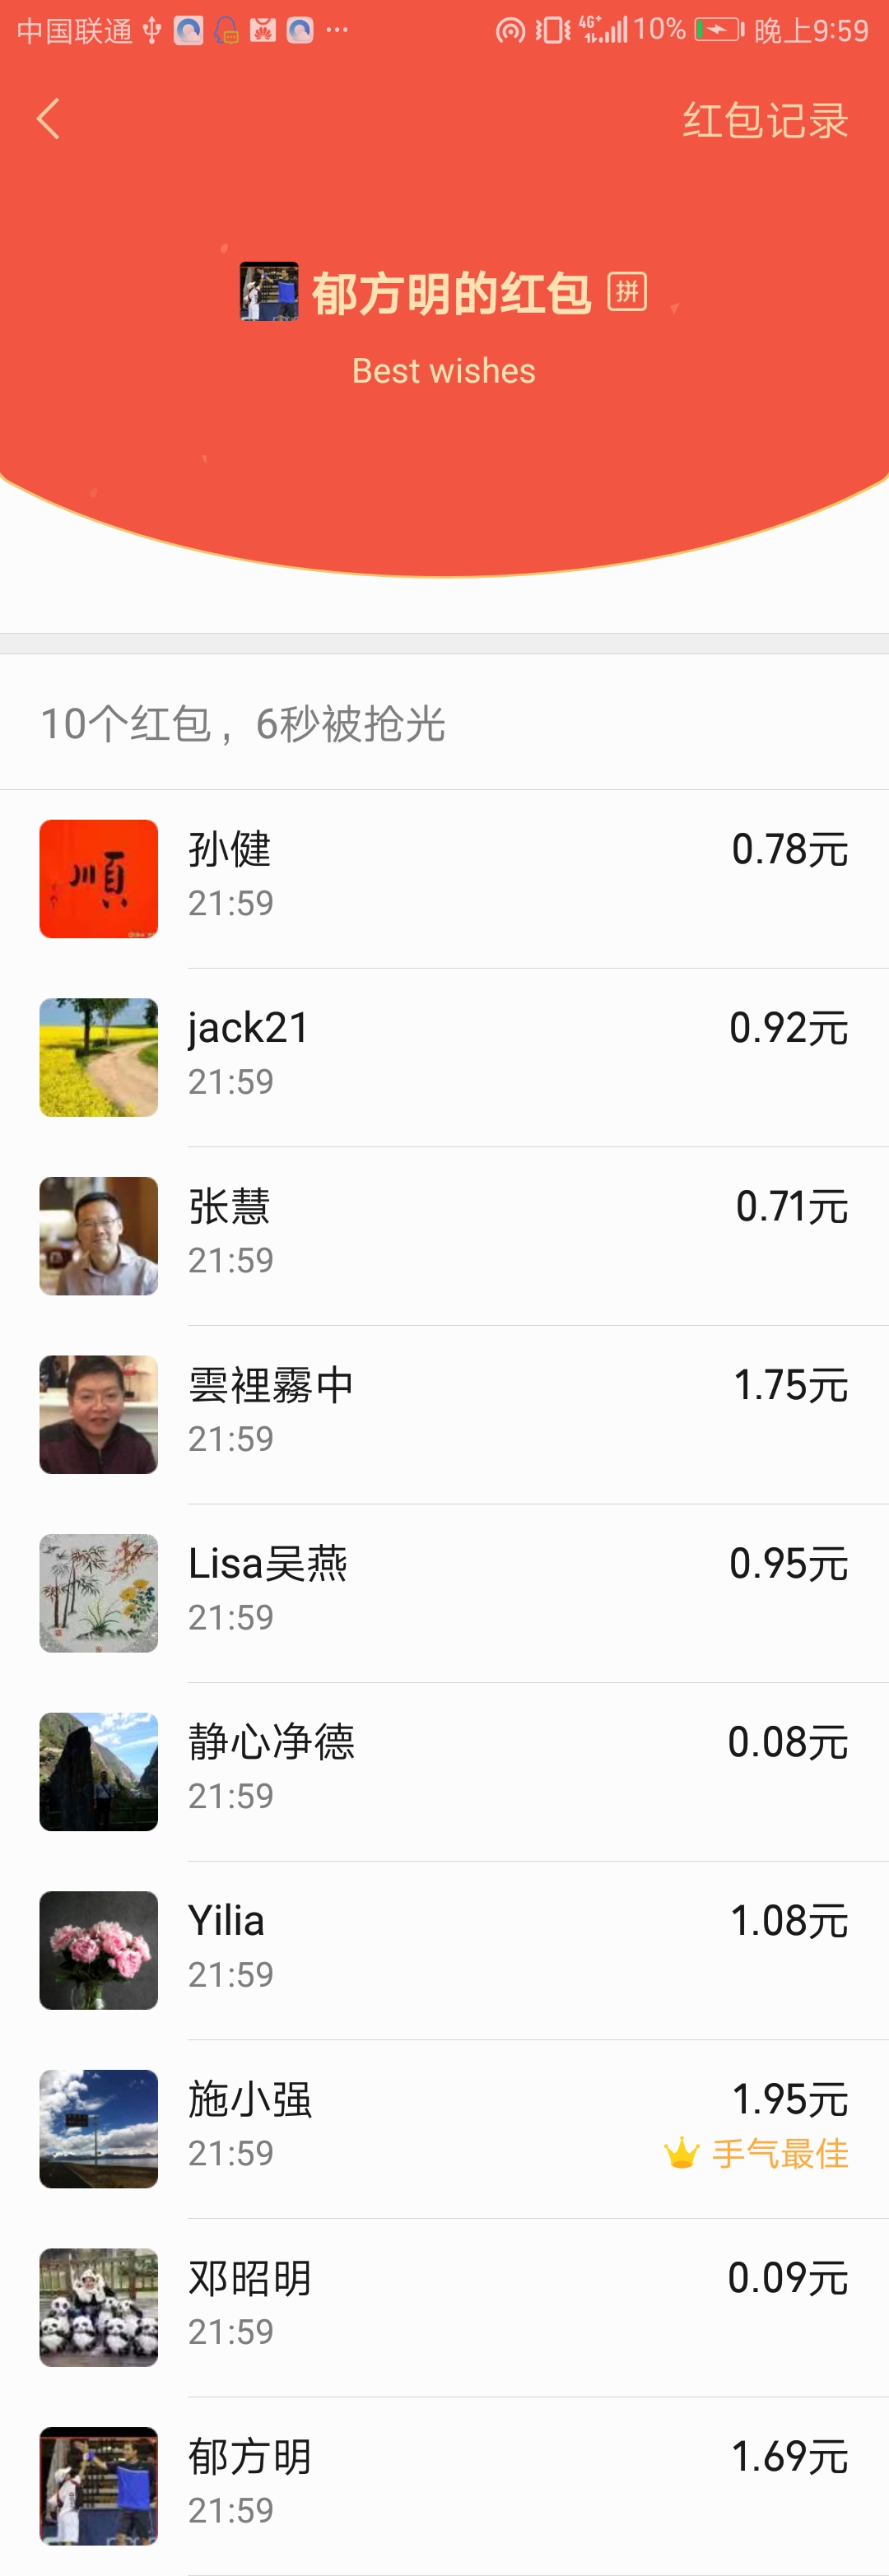 中国联通 ... 4G+ 10% 晚上9:59
红包记录
郁方明的红包 拼
Best wishes
10个红包，6秒被抢光
順
孙健 0.78元
21:59
jack21 0.92元
21:59
张慧 0.71元
21:59
雲裡霧中 1.75元
21:59
Lisa吴燕 0.95元
21:59
静心净德 0.08元
21:59
Yilia 1.08元
21:59
施小强 1.95元
21:59 手气最佳
邓昭明 0.09元
21:59
郁方明 1.69元
21:59